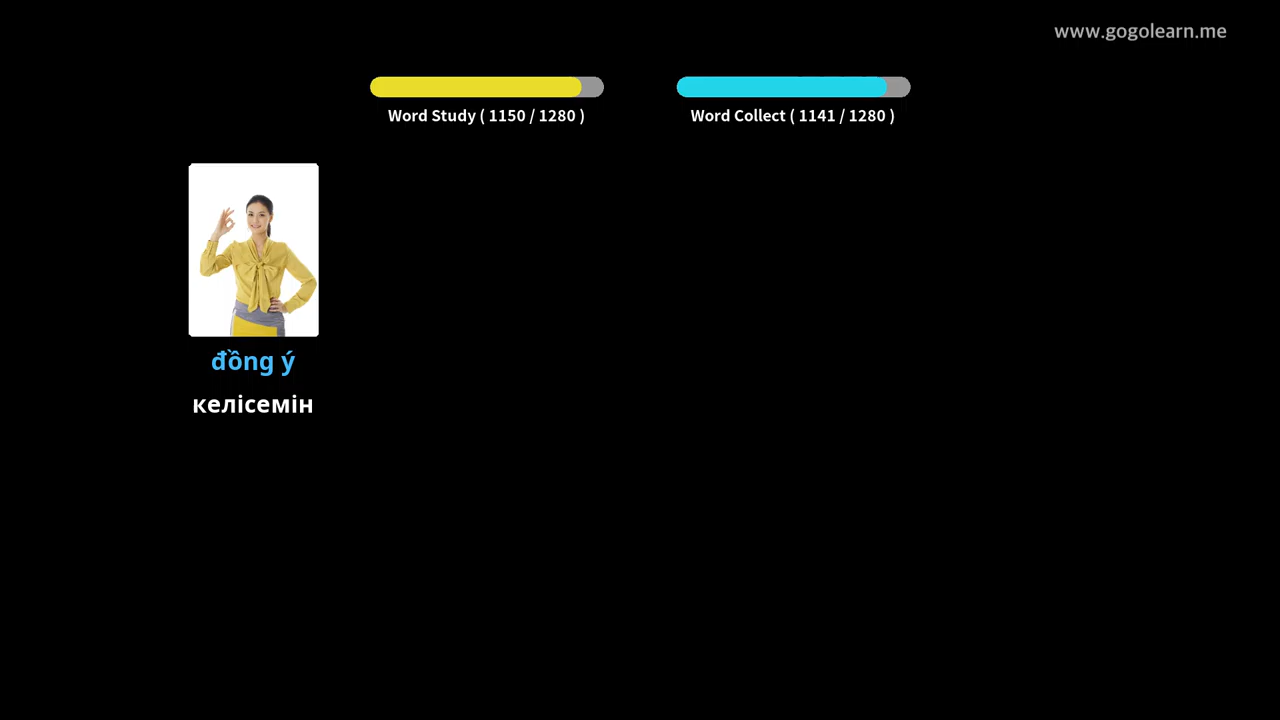 www.gogolearn.me
Word Study ( 1150 / 1280 )
Word Collect ( 1141 / 1280 )
đồng ý
келісемін